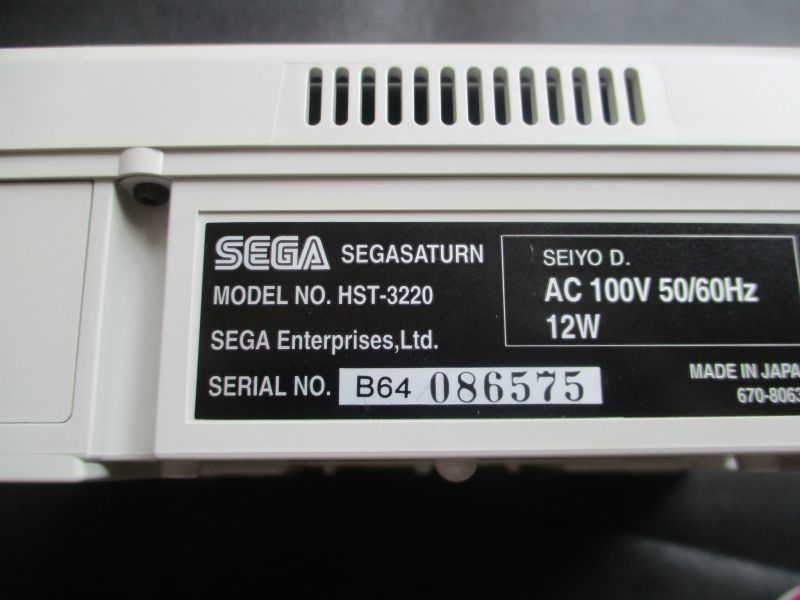 SEGA SEGASATURN
MODEL NO. HST-3220
SEGA Enterprises,Ltd.
SERIAL NO. B64 086575
SEIYO D.
AC 100V 50/60Hz
12W
MADE IN JAPA
670-8063